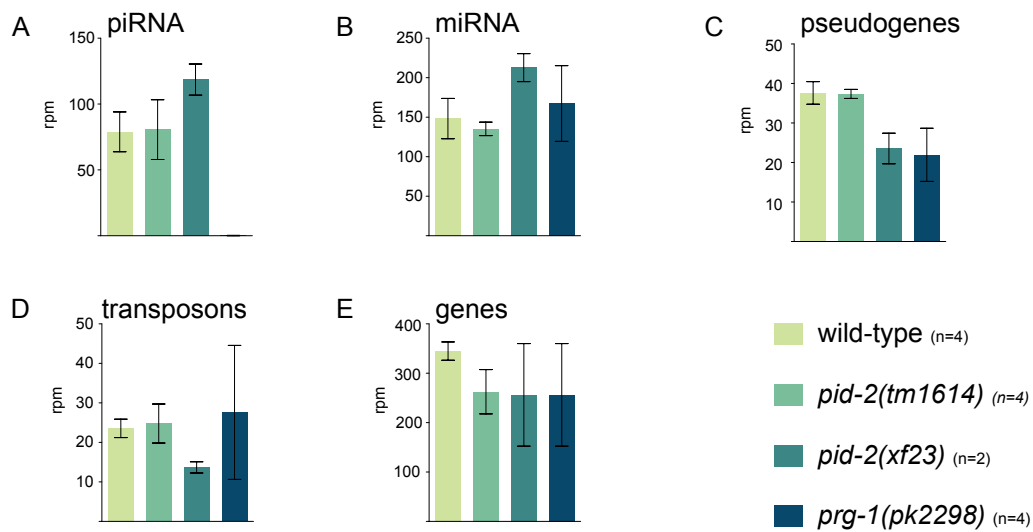 A piRNA
rpm
150
100
50
B miRNA
rpm
250
200
150
100
50
C pseudogenes
rpm
50
40
30
20
10
D transposons
rpm
50
40
30
20
10
E genes
rpm
400
300
200
100
wild-type (n=4)
pid-2(tm1614) (n=4)
pid-2(xf23) (n=2)
prg-1(pk2298) (n=4)